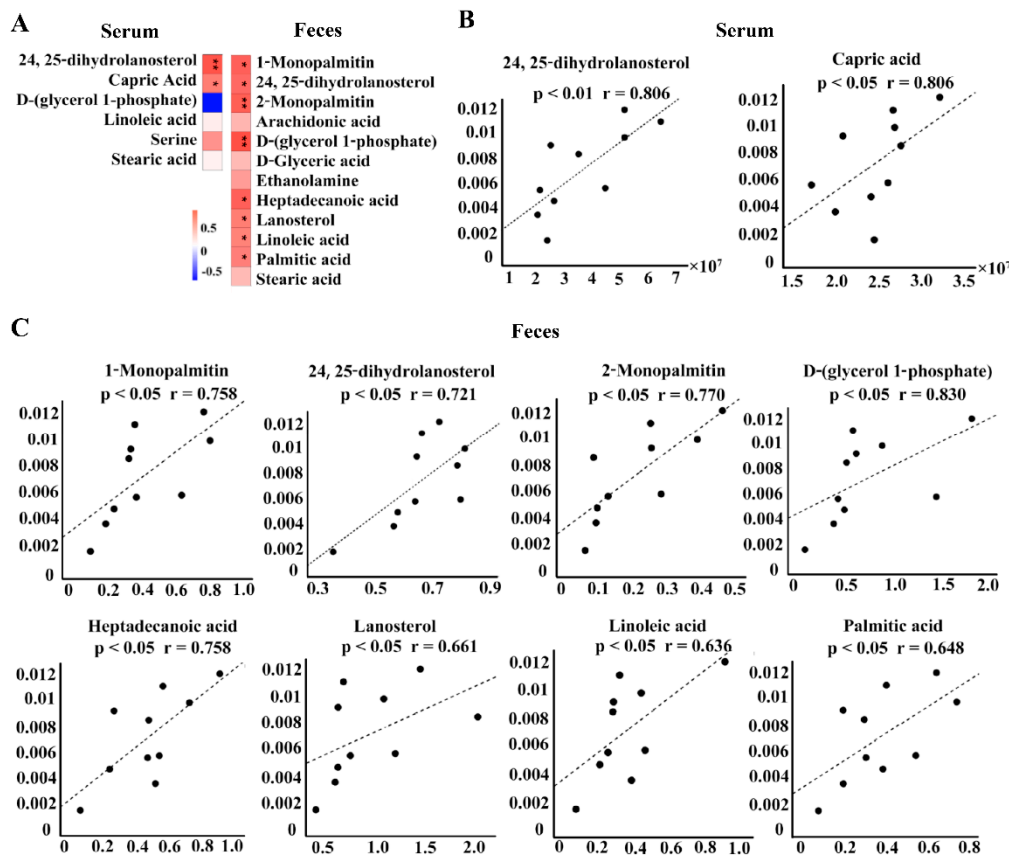 A
Serum
Feces
24, 25-dihydrolanosterol
Capric Acid
D-(glycerol 1-phosphate)
Linoleic acid
Serine
Stearic acid
**
*
0.5
0
-0.5
* 1-Monopalmitin
* 24, 25-dihydrolanosterol
** 2-Monopalmitin
Arachidonic acid
** D-(glycerol 1-phosphate)
D-Glyceric acid
Ethanolamine
* Heptadecanoic acid
* Lanosterol
* Linoleic acid
* Palmitic acid
Stearic acid
B
Serum
24, 25-dihydrolanosterol
p < 0.01 r = 0.806
0.012
0.01
0.008
0.006
0.004
0.002
0
1 2 3 4 5 6 7 ×10⁷
Capric acid
p < 0.05 r = 0.806
0.012
0.01
0.008
0.006
0.004
0.002
0
1.5 2.0 2.5 3.0 3.5 ×10⁷
C
Feces
1-Monopalmitin
p < 0.05 r = 0.758
0.012
0.01
0.008
0.006
0.004
0.002
0
0 0.2 0.4 0.6 0.8 1.0
24, 25-dihydrolanosterol
p < 0.05 r = 0.721
0.012
0.01
0.008
0.006
0.004
0.002
0
0.3 0.5 0.7 0.9
2-Monopalmitin
p < 0.05 r = 0.770
0.012
0.01
0.008
0.006
0.004
0.002
0
0 0.1 0.2 0.3 0.4 0.5
D-(glycerol 1-phosphate)
p < 0.05 r = 0.830
0.012
0.01
0.008
0.006
0.004
0.002
0
0 0.5 1.0 1.5 2.0
Heptadecanoic acid
p < 0.05 r = 0.758
0.012
0.01
0.008
0.006
0.004
0.002
0
0 0.2 0.4 0.6 0.8 1.0
Lanosterol
p < 0.05 r = 0.661
0.012
0.01
0.008
0.006
0.004
0.002
0
0.5 1.0 1.5 2.0
Linoleic acid
p < 0.05 r = 0.636
0.012
0.01
0.008
0.006
0.004
0.002
0
0 0.2 0.4 0.6 0.8 1.0
Palmitic acid
p < 0.05 r = 0.648
0.012
0.01
0.008
0.006
0.004
0.002
0
0 0.2 0.4 0.6 0.8